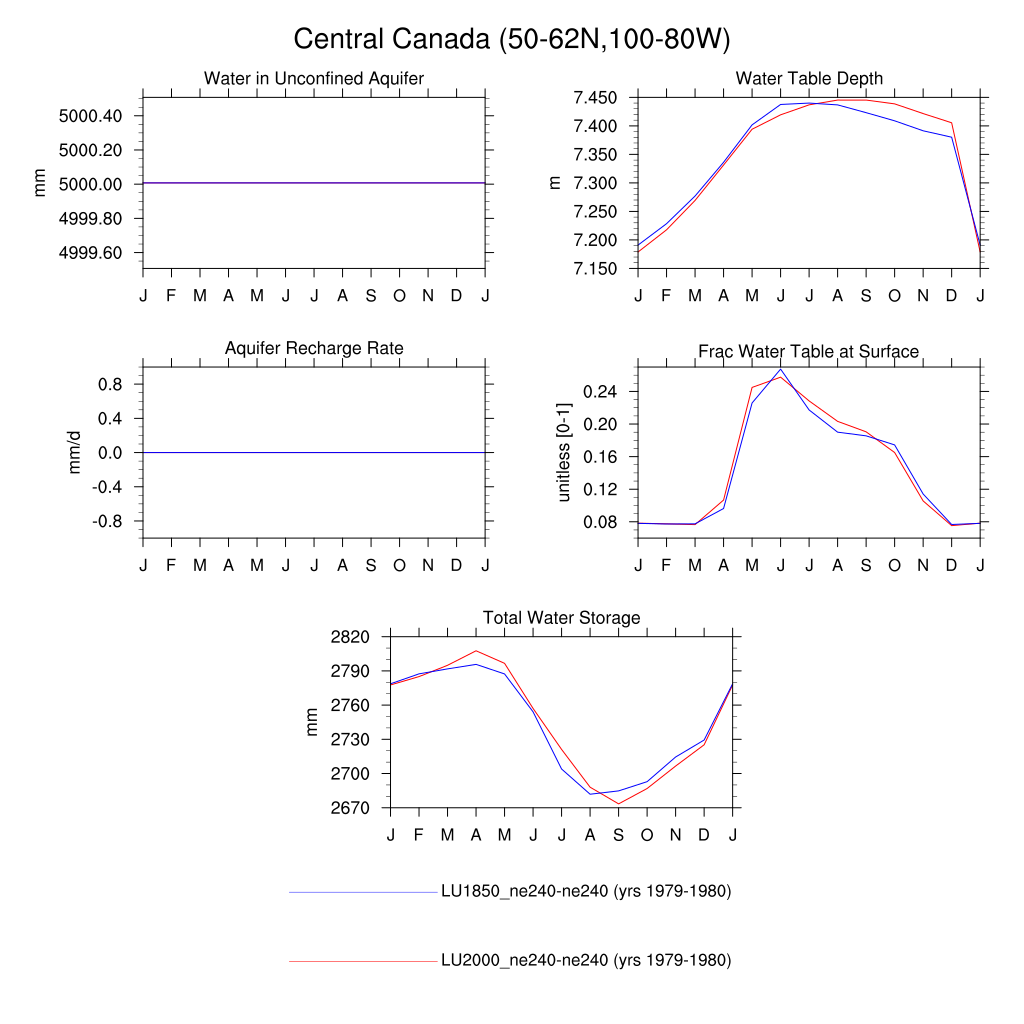 Central Canada (50-62N,100-80W)
Water in Unconfined Aquifer
5000.40
5000.20
5000.00
4999.80
4999.60
mm
J F M A M J J A S O N D J
Water Table Depth
7.450
7.400
7.350
7.300
7.250
7.200
7.150
m
J F M A M J J A S O N D J
Aquifer Recharge Rate
0.8
0.4
0.0
-0.4
-0.8
mm/d
J F M A M J J A S O N D J
Frac Water Table at Surface
0.24
0.20
0.16
0.12
0.08
unitless [0-1]
J F M A M J J A S O N D J
Total Water Storage
2820
2790
2760
2730
2700
2670
mm
J F M A M J J A S O N D J
LU1850_ne240-ne240 (yrs 1979-1980)
LU2000_ne240-ne240 (yrs 1979-1980)